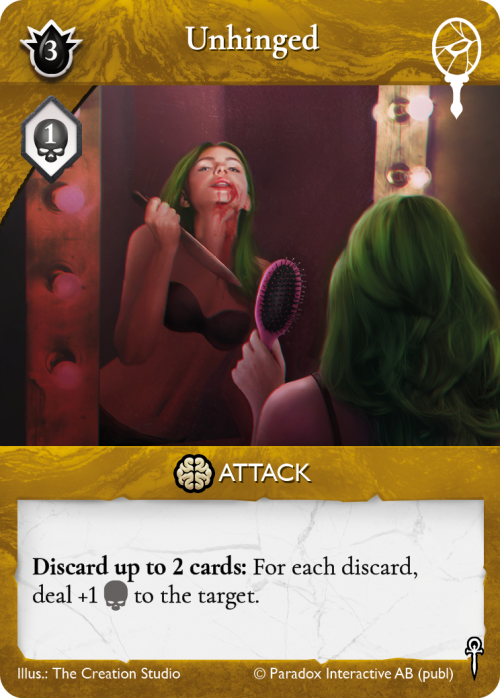 3
Unhinged
1
ATTACK
Discard up to 2 cards: For each discard,
deal +1 to the target.
Illus.: The Creation Studio © Paradox Interactive AB (publ)